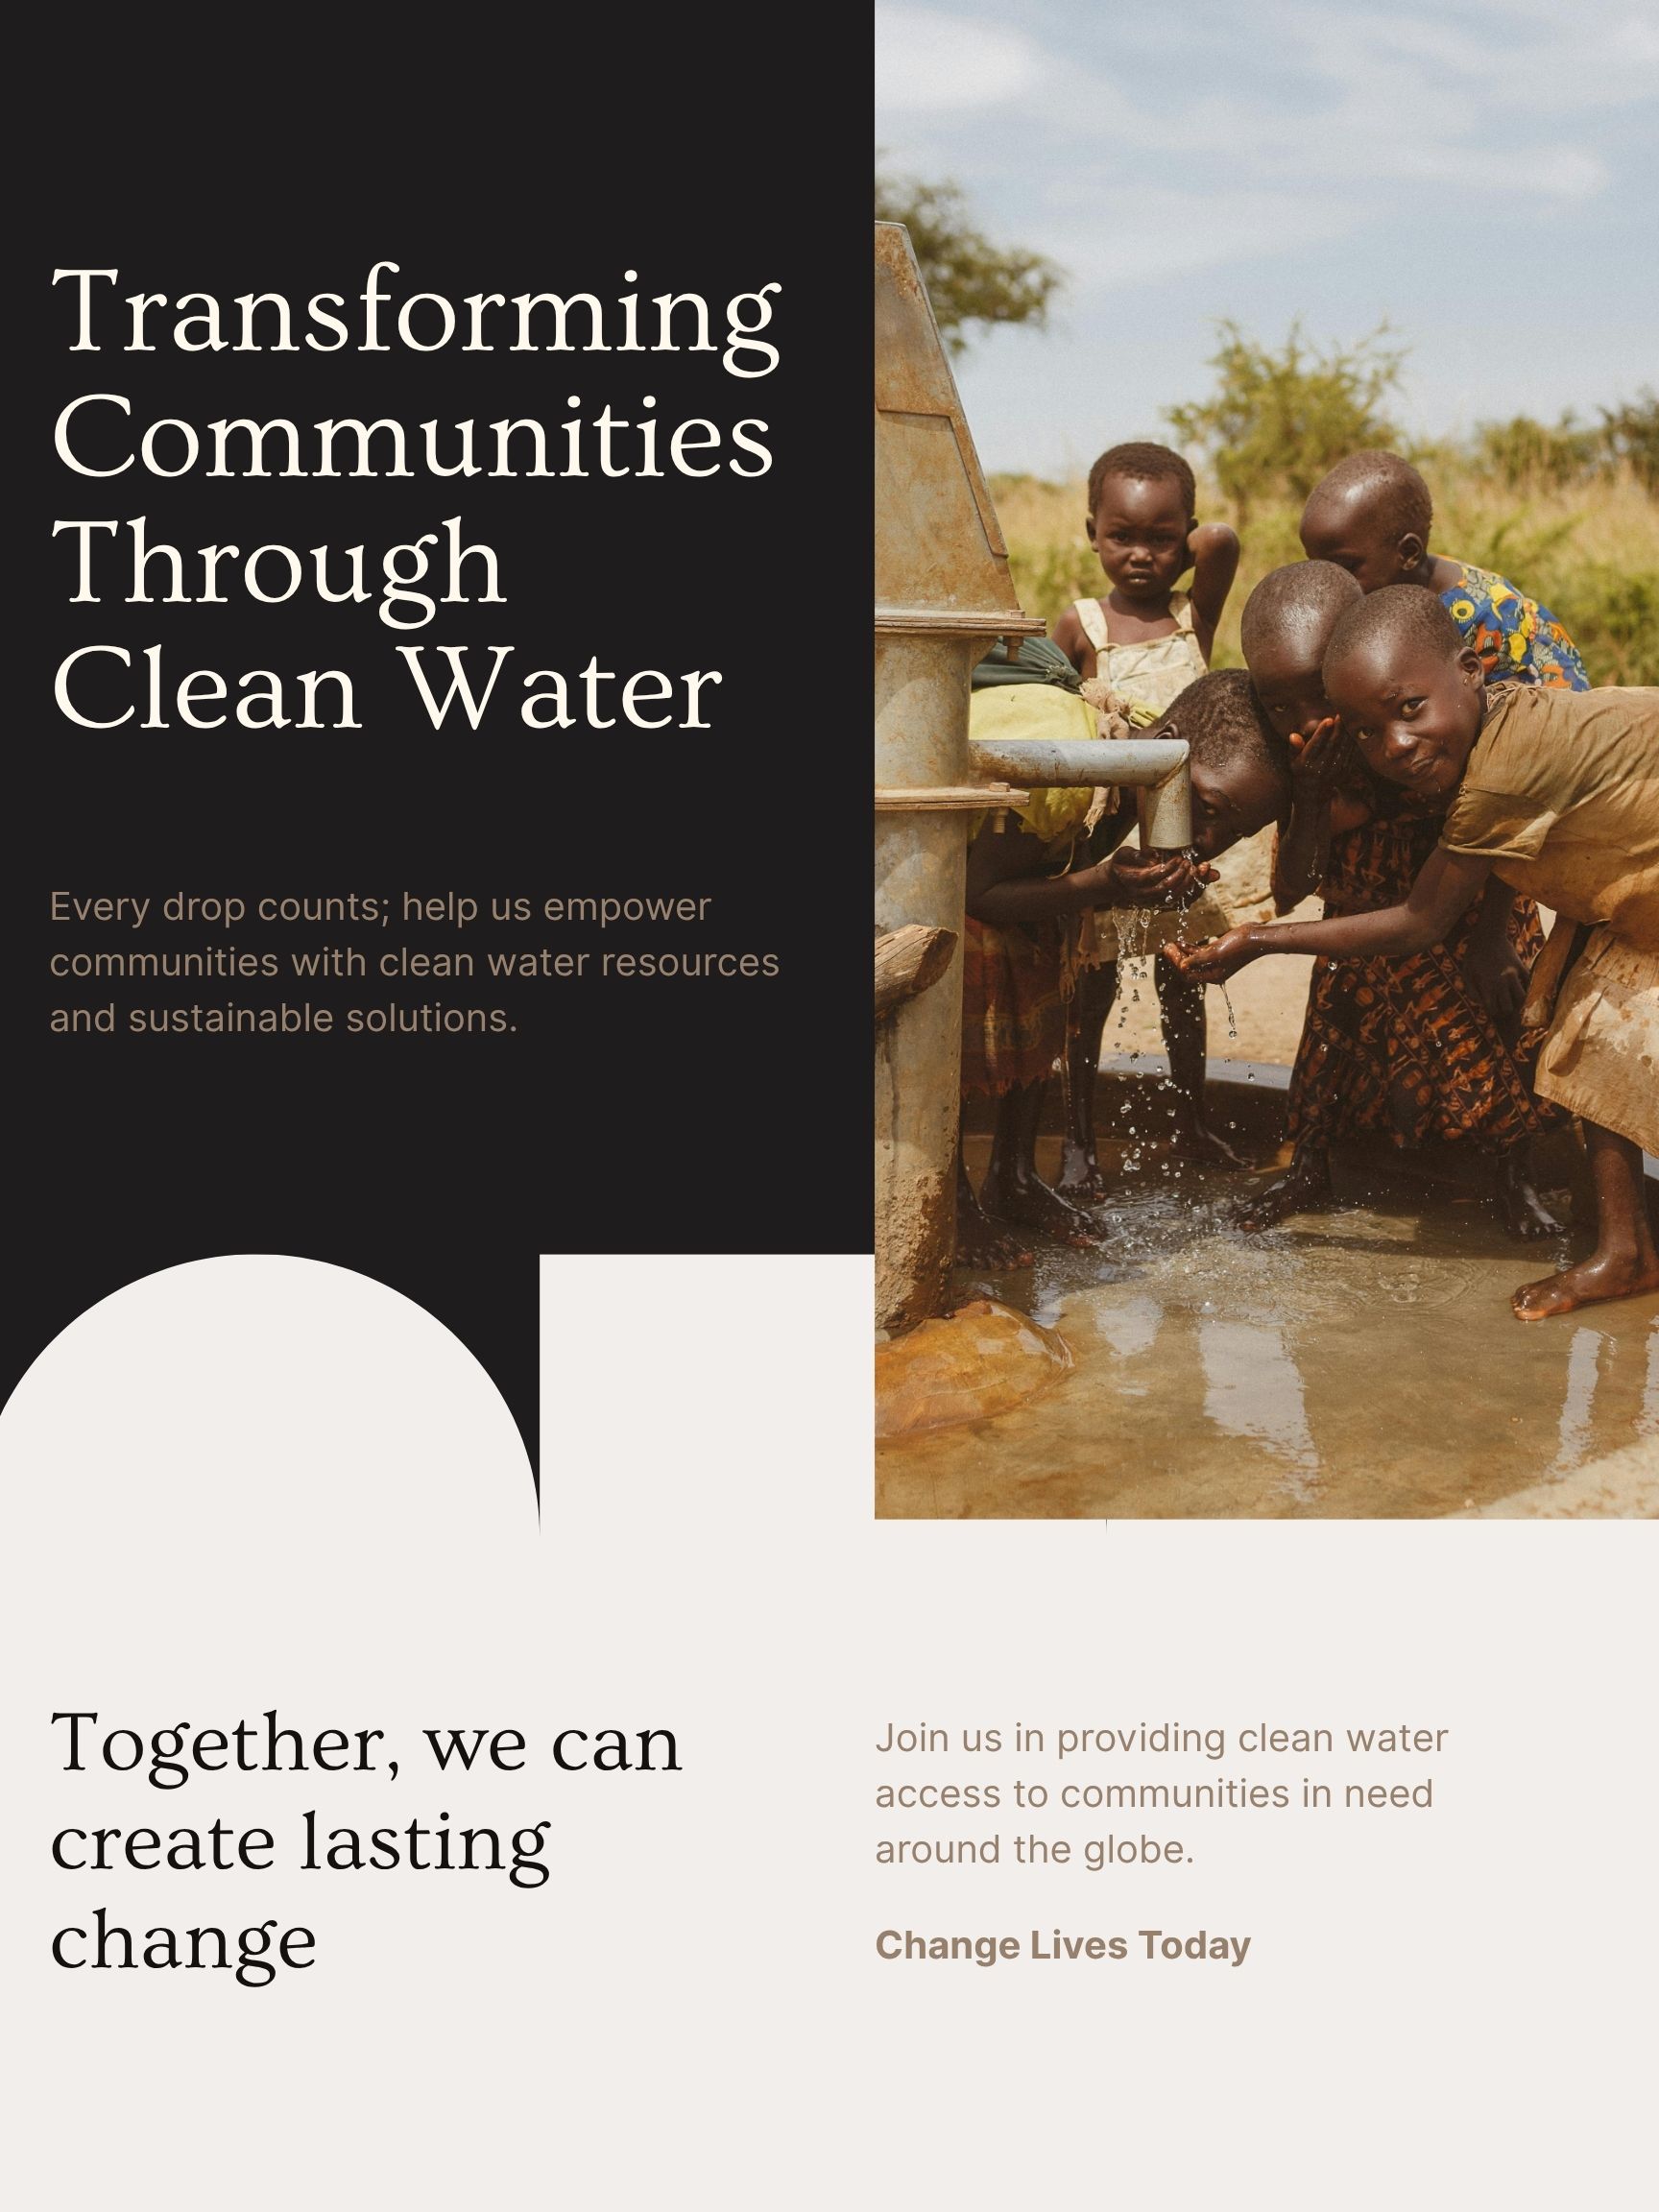 Transforming
Communities
Through
Clean Water
Every drop counts; help us empower
communities with clean water resources
and sustainable solutions.
Together, we can
create lasting
change
Join us in providing clean water
access to communities in need
around the globe.
Change Lives Today